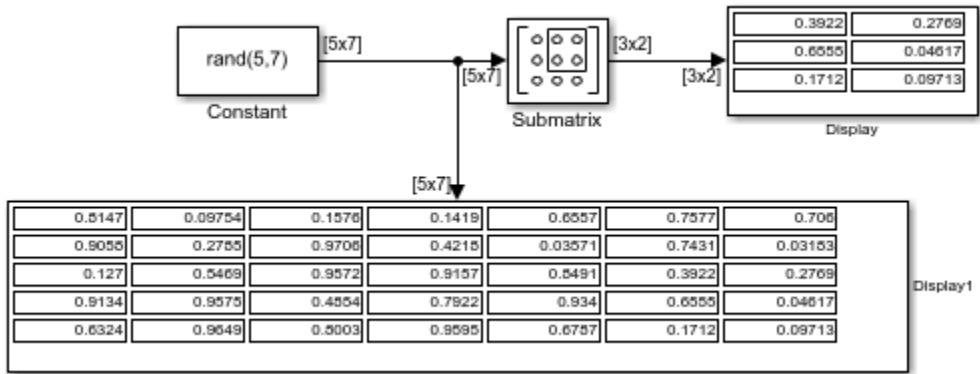 rand(5,7)
Constant
[5x7]
[5x7]
[5x7]
Submatrix
[3x2]
[3x2]
0.3922 0.2769
0.6555 0.04617
0.1712 0.09713
Display
0.8147 0.09754 0.1576 0.1419 0.6557 0.7577 0.706
0.9058 0.2785 0.9706 0.4218 0.03571 0.7431 0.03183
0.127 0.5469 0.9572 0.9157 0.8491 0.3922 0.2769
0.9134 0.9575 0.4854 0.7922 0.934 0.6555 0.04617
0.6324 0.9649 0.8003 0.9595 0.6787 0.1712 0.09713
Display1